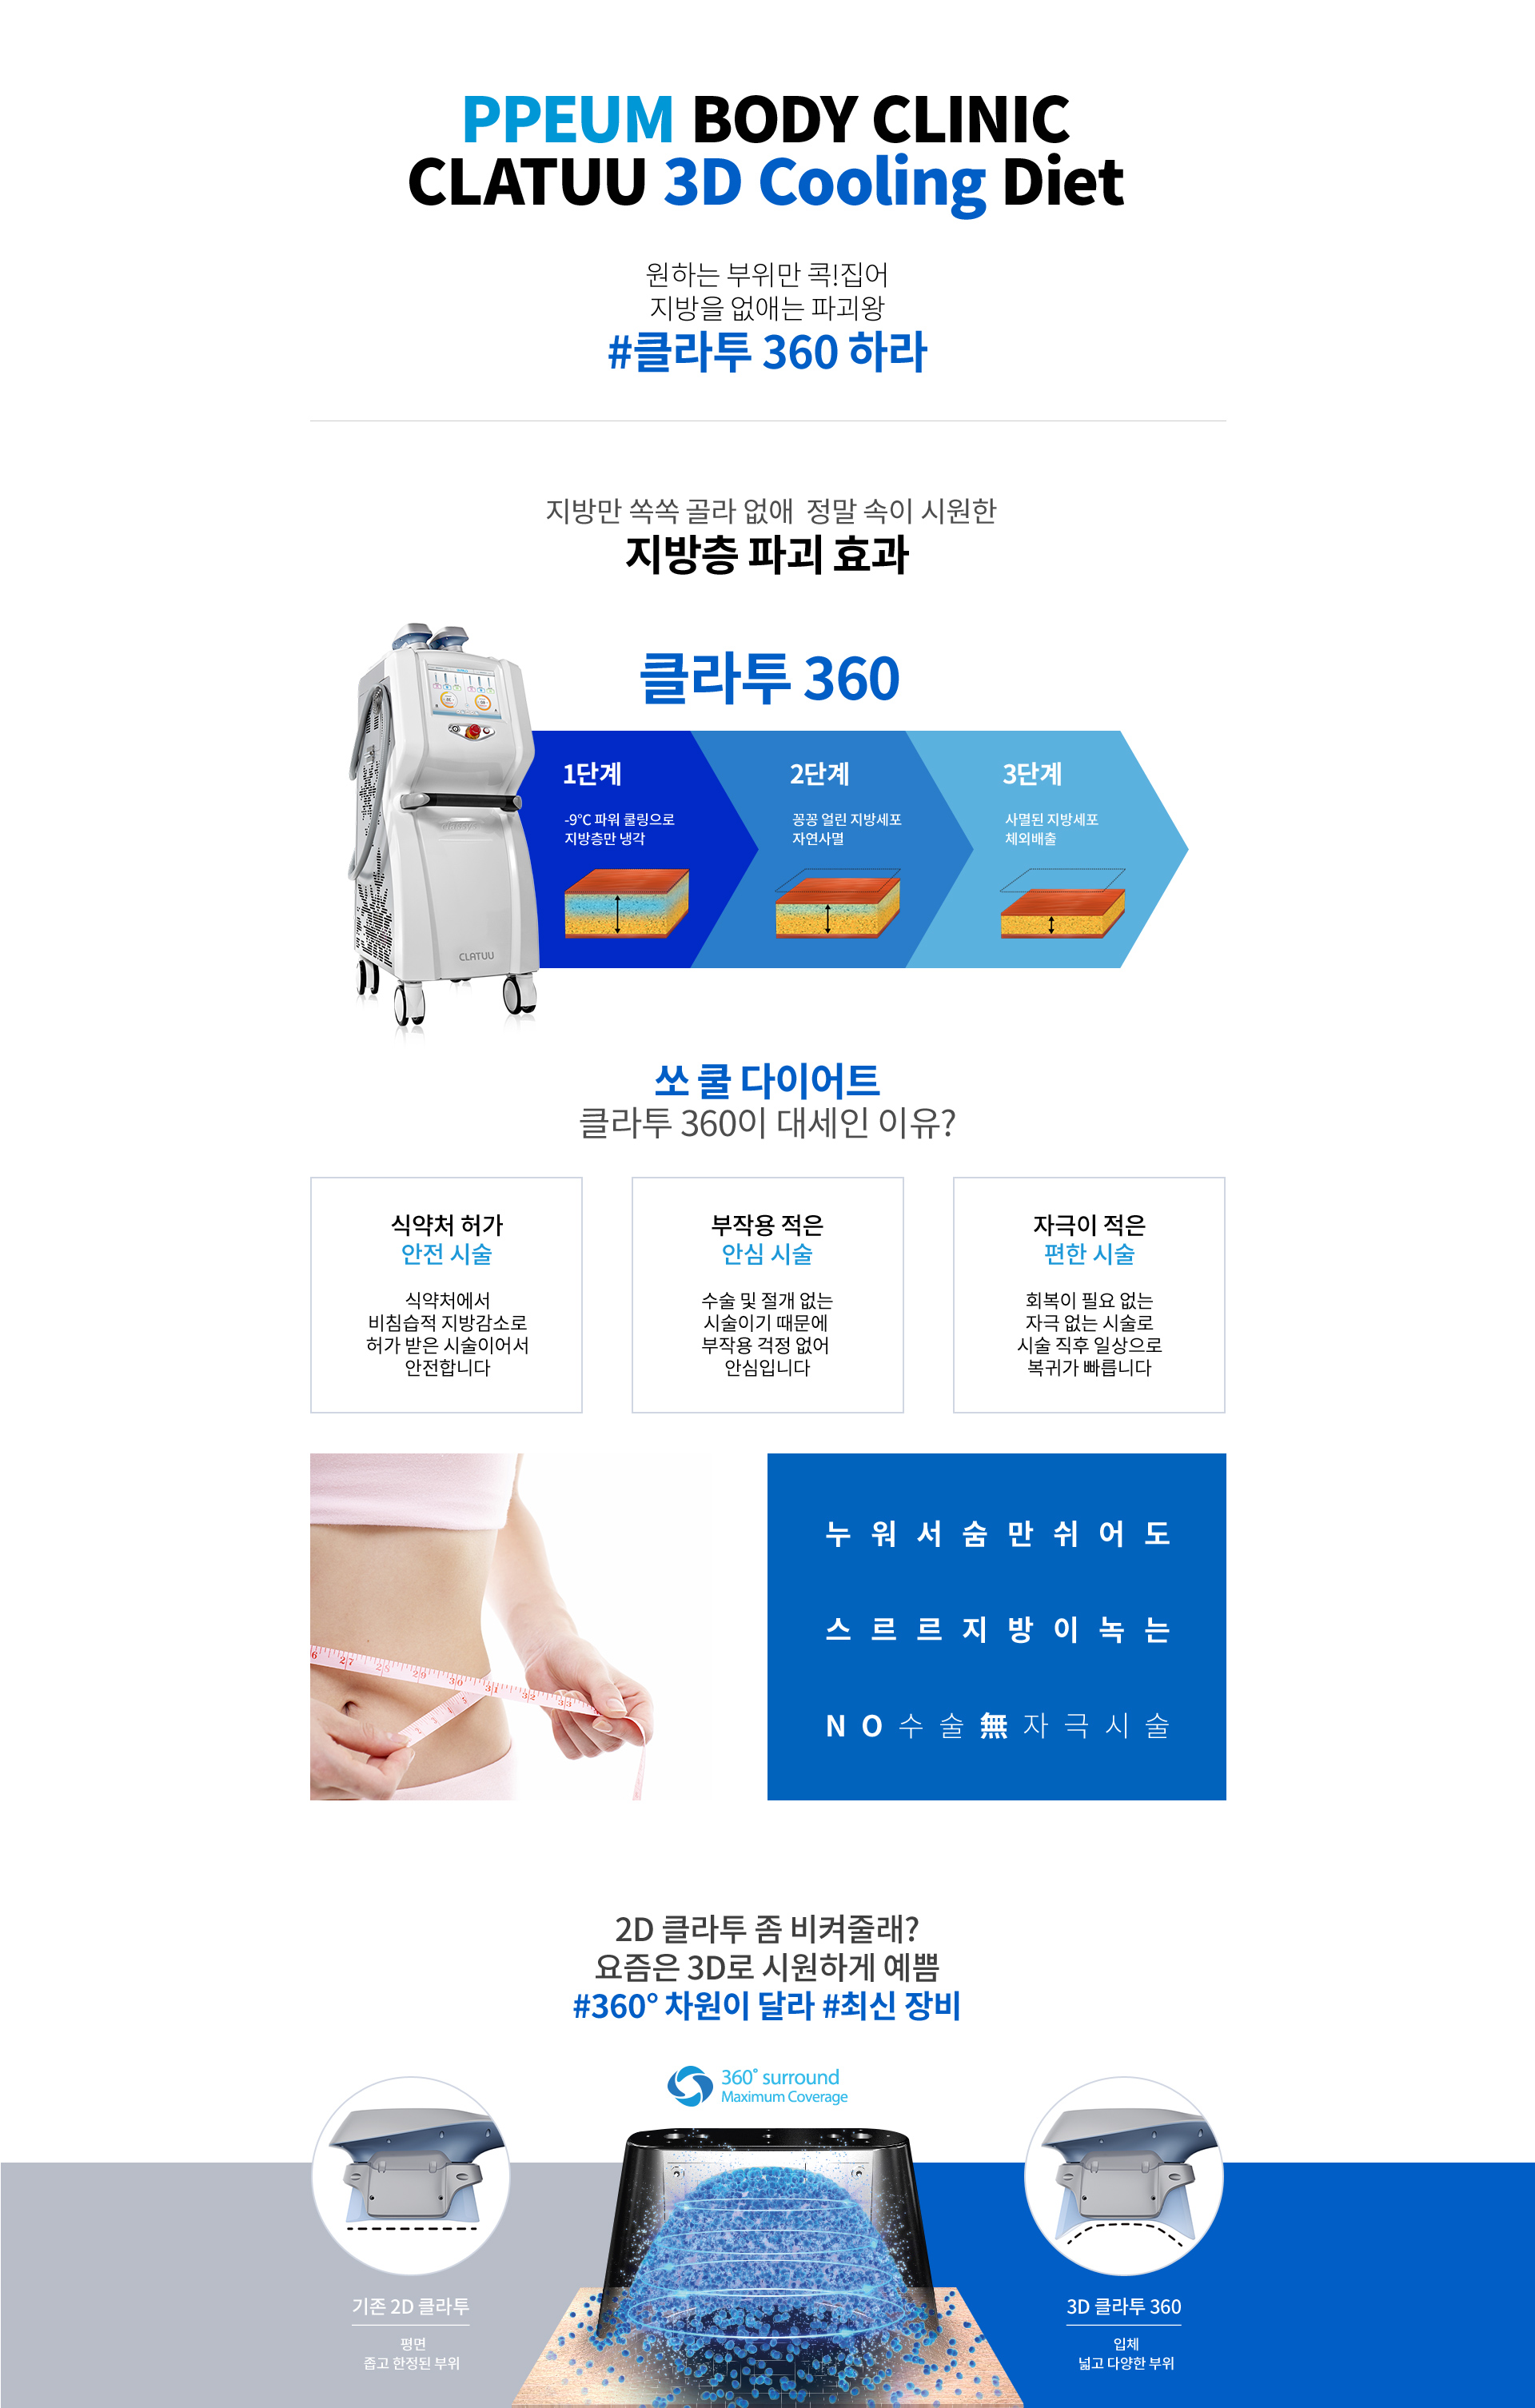 PPEUM BODY CLINIC
CLATUU 3D Cooling Diet
원하는 부위만 콕!집어
지방을 없애는 파괴왕
#클라투 360 하라
지방만 쏙쏙 골라 없애 정말 속이 시원한
지방층 파괴 효과
클라투 360
1단계
-9℃ 파워 쿨링으로
지방층만 냉각
2단계
꽁꽁 얼린 지방세포
자연사멸
3단계
사멸된 지방세포
체외배출
CLATUU
쏘 쿨 다이어트
클라투 360이 대세인 이유?
식약처 허가
안전 시술
식약처에서
비침습적 지방감소로
허가 받은 시술이어서
안전합니다
부작용 적은
안심 시술
수술 및 절개 없는
시술이기 때문에
부작용 걱정 없어
안심입니다
자극이 적은
편한 시술
회복이 필요 없는
자극 없는 시술로
시술 직후 일상으로
복귀가 빠릅니다
6 27 28 29 30 31 32 33
누워서숨만쉬어도
스르르지방이녹는
NO수술無자극시술
2D 클라투 좀 비켜줄래?
요즘은 3D로 시원하게 예쁨
#360° 차원이 달라 #최신 장비
360° surround
Maximum Coverage
기존 2D 클라투
평면
좁고 한정된 부위
3D 클라투 360
입체
넓고 다양한 부위